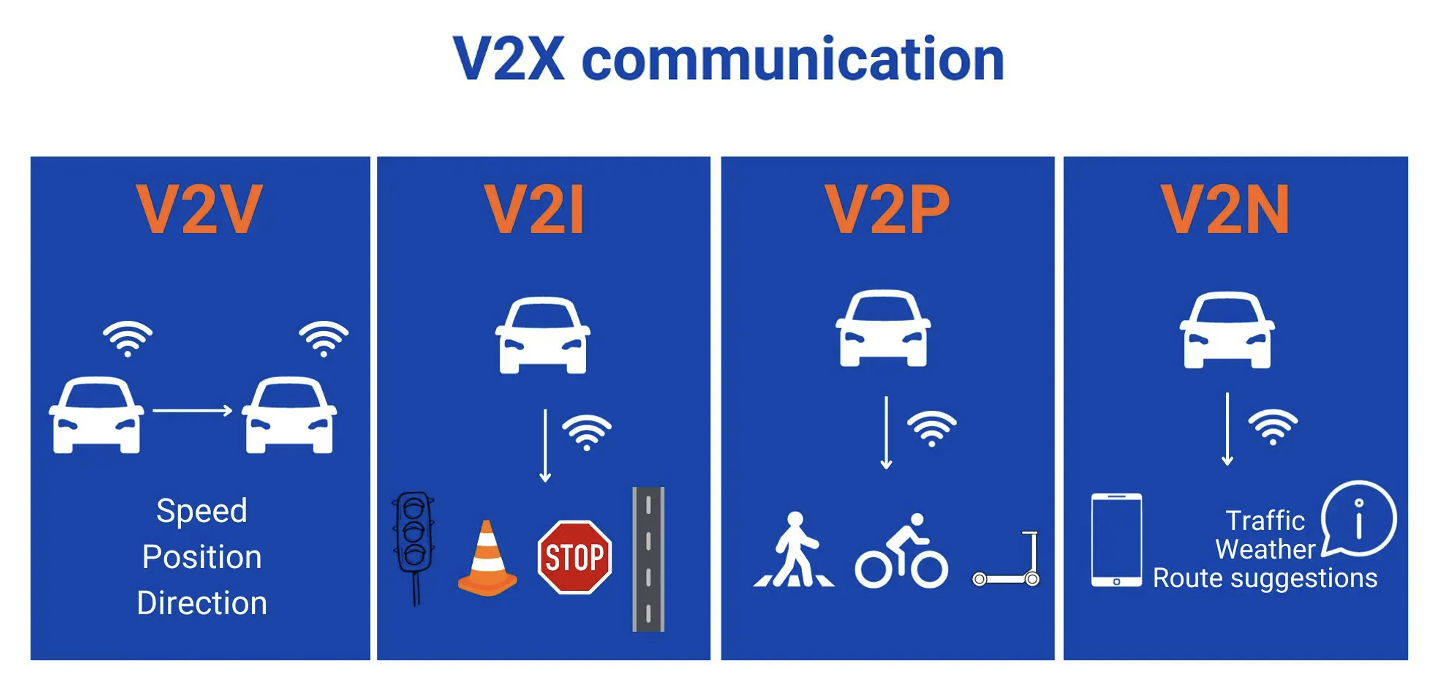 V2X communication
V2V
Speed
Position
Direction
V2I
STOP
V2P
V2N
Traffic
Weather
Route suggestions
i